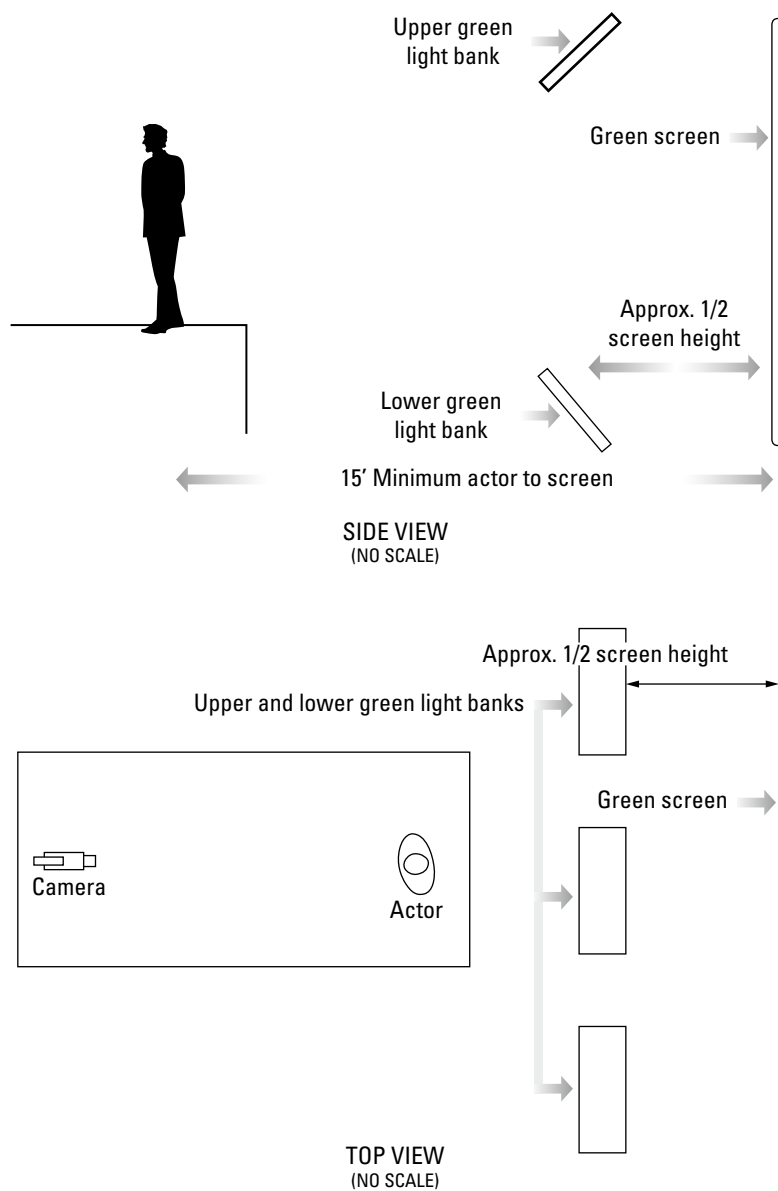 Upper green
light bank
Green screen
Approx. 1/2
screen height
Lower green
light bank
15′ Minimum actor to screen
SIDE VIEW
(NO SCALE)
Approx. 1/2 screen height
Upper and lower green light banks
Green screen
Camera
Actor
TOP VIEW
(NO SCALE)